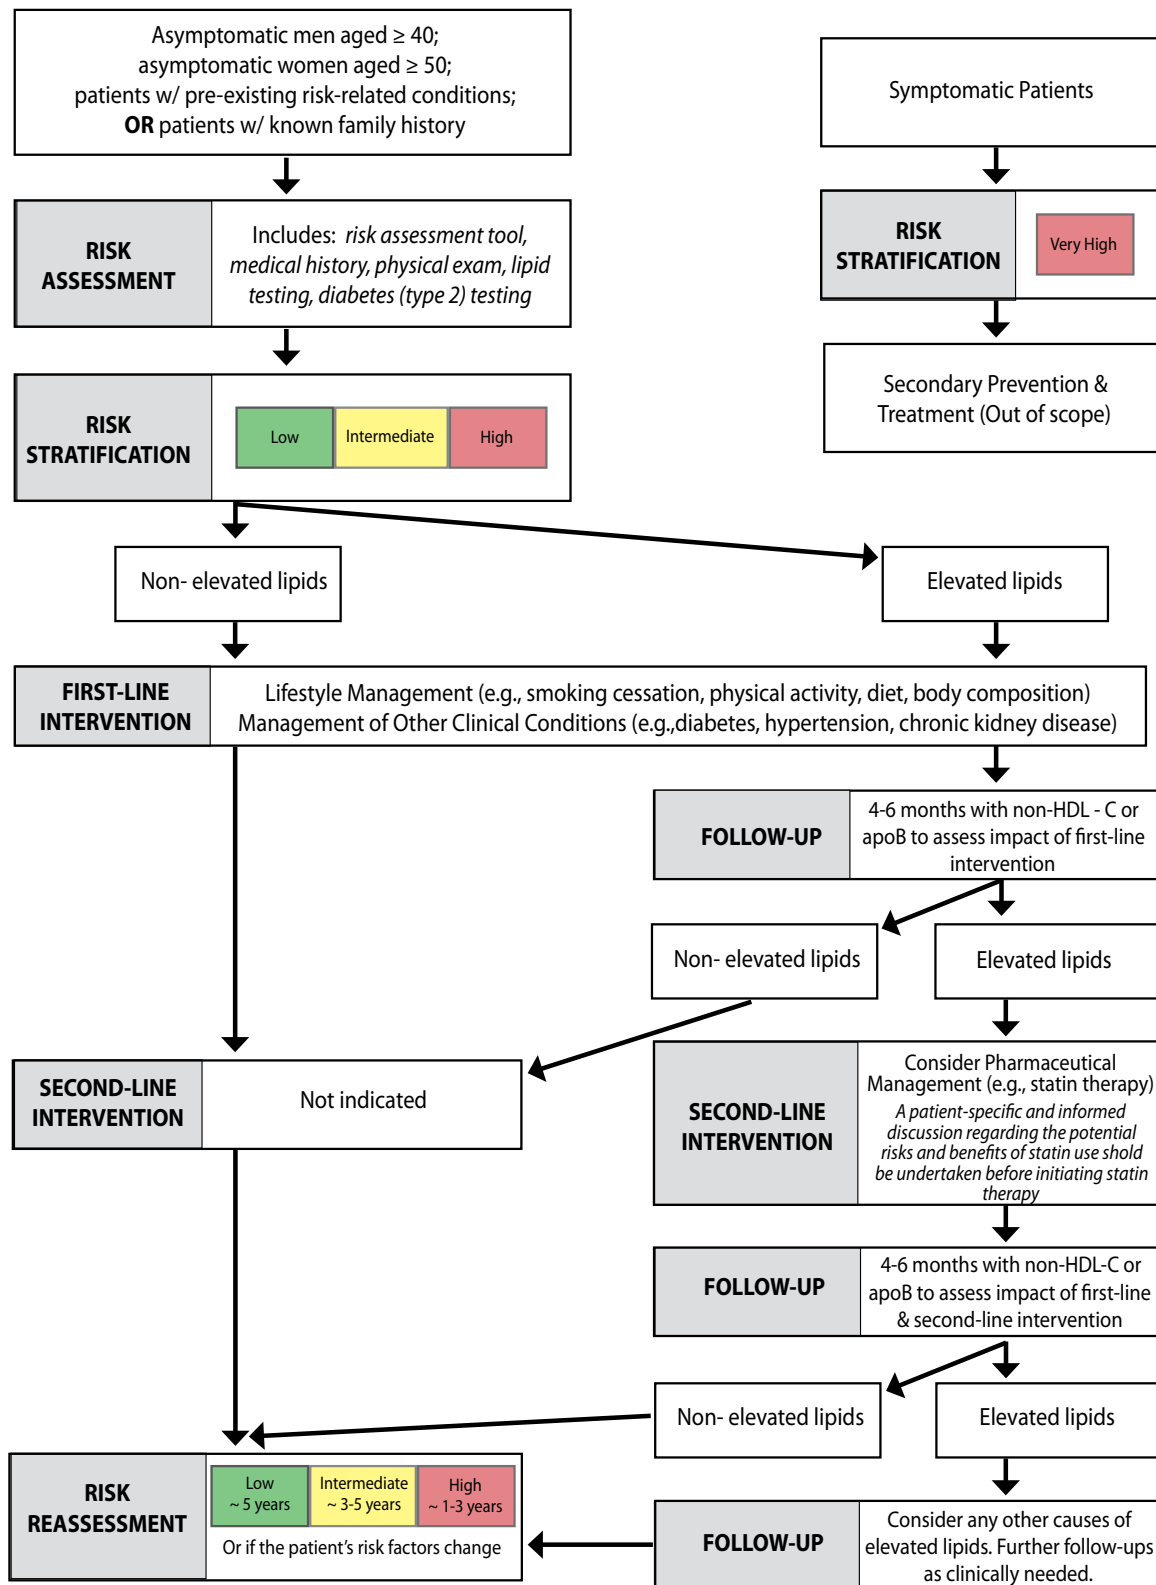 Asymptomatic men aged ≥ 40;
asymptomatic women aged ≥ 50;
patients w/ pre-existing risk-related conditions;
OR patients w/ known family history
Symptomatic Patients
RISK
ASSESSMENT
Includes: risk assessment tool,
medical history, physical exam, lipid
testing, diabetes (type 2) testing
RISK
STRATIFICATION
Very High
Secondary Prevention &
Treatment (Out of scope)
RISK
STRATIFICATION
Low
Intermediate
High
Non- elevated lipids
Elevated lipids
FIRST-LINE
INTERVENTION
Lifestyle Management (e.g., smoking cessation, physical activity, diet, body composition)
Management of Other Clinical Conditions (e.g.,diabetes, hypertension, chronic kidney disease)
FOLLOW-UP
4-6 months with non-HDL - C or
apoB to assess impact of first-line
intervention
Non- elevated lipids
Elevated lipids
SECOND-LINE
INTERVENTION
Not indicated
SECOND-LINE
INTERVENTION
Consider Pharmaceutical
Management (e.g., statin therapy)
A patient-specific and informed
discussion regarding the potential
risks and benefits of statin use shold
be undertaken before initiating statin
therapy
FOLLOW-UP
4-6 months with non-HDL-C or
apoB to assess impact of first-line
& second-line intervention
Non- elevated lipids
Elevated lipids
RISK
REASSESSMENT
Low
~ 5 years
Intermediate
~ 3-5 years
High
~ 1-3 years
Or if the patient's risk factors change
FOLLOW-UP
Consider any other causes of
elevated lipids. Further follow-ups
as clinically needed.